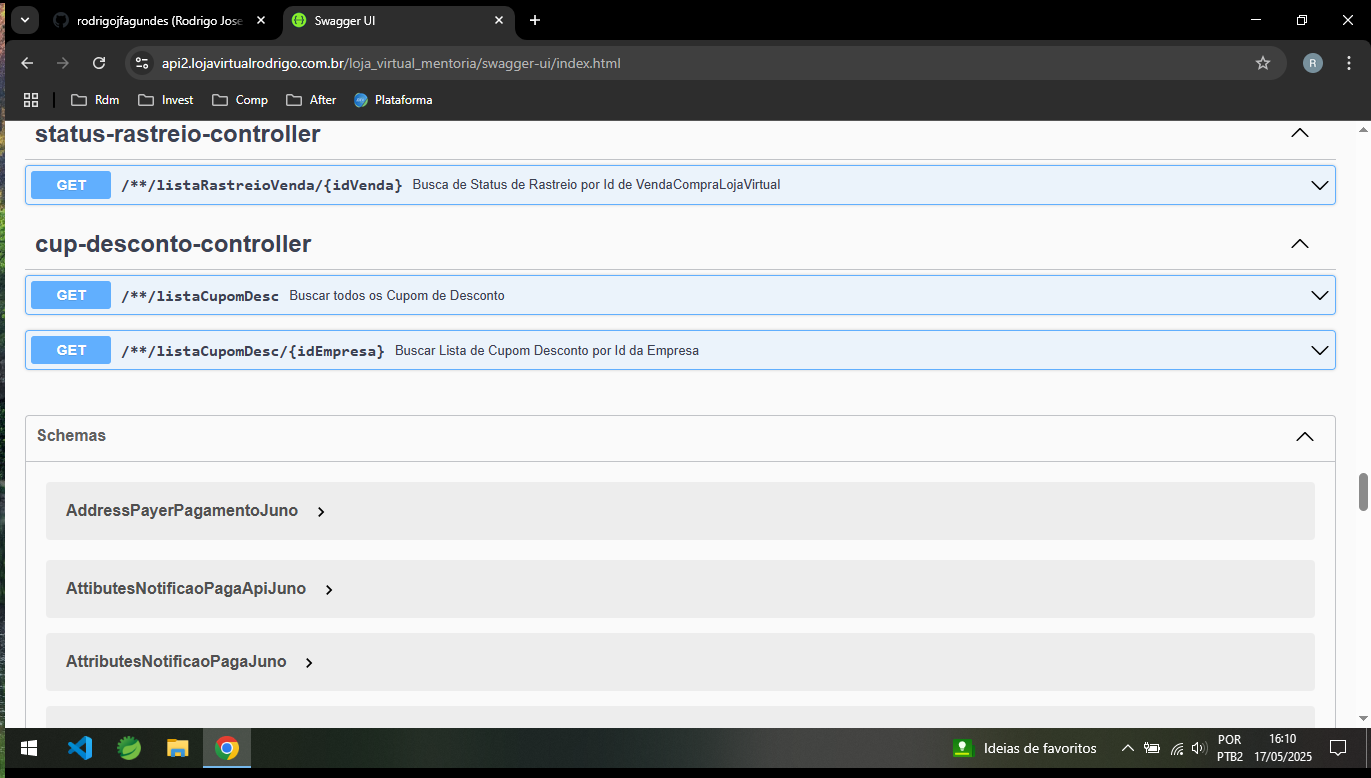 rodrigojfagundes (Rodrigo Jose
Swagger UI
api2.lojavirtualrodrigo.com.br/loja_virtual_mentoria/swagger-ui/index.html
R
Rdm
Invest
Comp
After
Plataforma
status-rastreio-controller
GET /**/listaRastreioVenda/{idVenda} Busca de Status de Rastreio por Id de VendaCompraLojaVirtual
cup-desconto-controller
GET /**/listaCupomDesc Buscar todos os Cupom de Desconto
GET /**/listaCupomDesc/{idEmpresa} Buscar Lista de Cupom Desconto por Id da Empresa
Schemas
AddressPayerPagamentoJuno
AttibutesNotificaoPagaApiJuno
AttributesNotificaoPagaJuno
Ideias de favoritos
POR
PTB2
16:10
17/05/2025